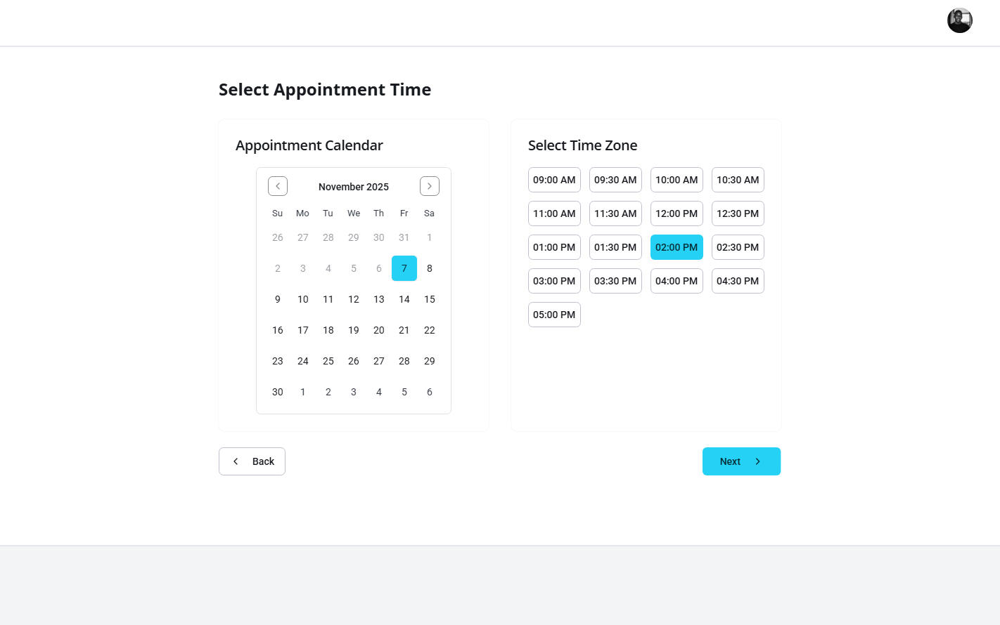 Select Appointment Time
Appointment Calendar
November 2025
Su Mo Tu We Th Fr Sa
26 27 28 29 30 31 1
2 3 4 5 6 7 8
9 10 11 12 13 14 15
16 17 18 19 20 21 22
23 24 25 26 27 28 29
30 1 2 3 4 5 6
Select Time Zone
09:00 AM 09:30 AM 10:00 AM 10:30 AM
11:00 AM 11:30 AM 12:00 PM 12:30 PM
01:00 PM 01:30 PM 02:00 PM 02:30 PM
03:00 PM 03:30 PM 04:00 PM 04:30 PM
05:00 PM
Back
Next